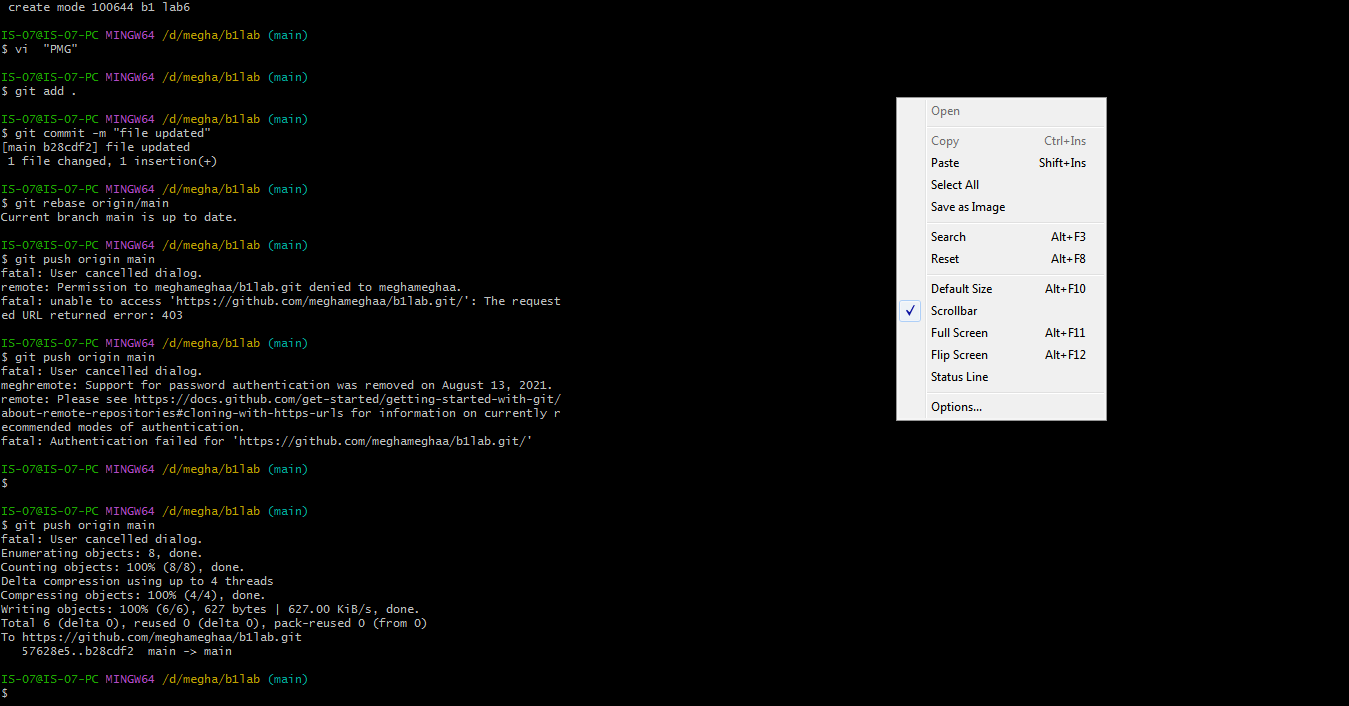 create mode 100644 b1 lab6
IS-07@IS-07-PC MINGW64 /d/megha/b1lab (main)
$ vi  "PMG"
IS-07@IS-07-PC MINGW64 /d/megha/b1lab (main)
$ git add .
IS-07@IS-07-PC MINGW64 /d/megha/b1lab (main)
$ git commit -m "file updated"
[main b28cdf2] file updated
1 file changed, 1 insertion(+)
IS-07@IS-07-PC MINGW64 /d/megha/b1lab (main)
$ git rebase origin/main
Current branch main is up to date.
IS-07@IS-07-PC MINGW64 /d/megha/b1lab (main)
$ git push origin main
fatal: User cancelled dialog.
remote: Permission to meghameghaa/b1lab.git denied to meghameghaa.
fatal: unable to access 'https://github.com/meghameghaa/b1lab.git/': The request
ed URL returned error: 403
IS-07@IS-07-PC MINGW64 /d/megha/b1lab (main)
$ git push origin main
fatal: User cancelled dialog.
meghremote: Support for password authentication was removed on August 13, 2021.
remote: Please see https://docs.github.com/get-started/getting-started-with-git/
about-remote-repositories#cloning-with-https-urls for information on currently r
ecommended modes of authentication.
fatal: Authentication failed for 'https://github.com/meghameghaa/b1lab.git/'
IS-07@IS-07-PC MINGW64 /d/megha/b1lab (main)
$
IS-07@IS-07-PC MINGW64 /d/megha/b1lab (main)
$ git push origin main
fatal: User cancelled dialog.
Enumerating objects: 8, done.
Counting objects: 100% (8/8), done.
Delta compression using up to 4 threads
Compressing objects: 100% (4/4), done.
Writing objects: 100% (6/6), 627 bytes | 627.00 KiB/s, done.
Total 6 (delta 0), reused 0 (delta 0), pack-reused 0 (from 0)
To https://github.com/meghameghaa/b1lab.git
57628e5..b28cdf2  main -> main
IS-07@IS-07-PC MINGW64 /d/megha/b1lab (main)
$
Open
Copy Ctrl+Ins
Paste Shift+Ins
Select All
Save as Image
Search Alt+F3
Reset Alt+F8
Default Size Alt+F10
Scrollbar
Full Screen Alt+F11
Flip Screen Alt+F12
Status Line
Options...